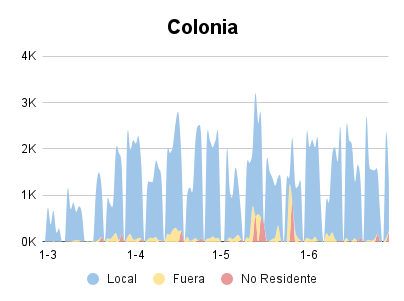 Colonia
4K
3K
2K
1K
0K
1-3 1-4 1-5 1-6
Local Fuera No Residente